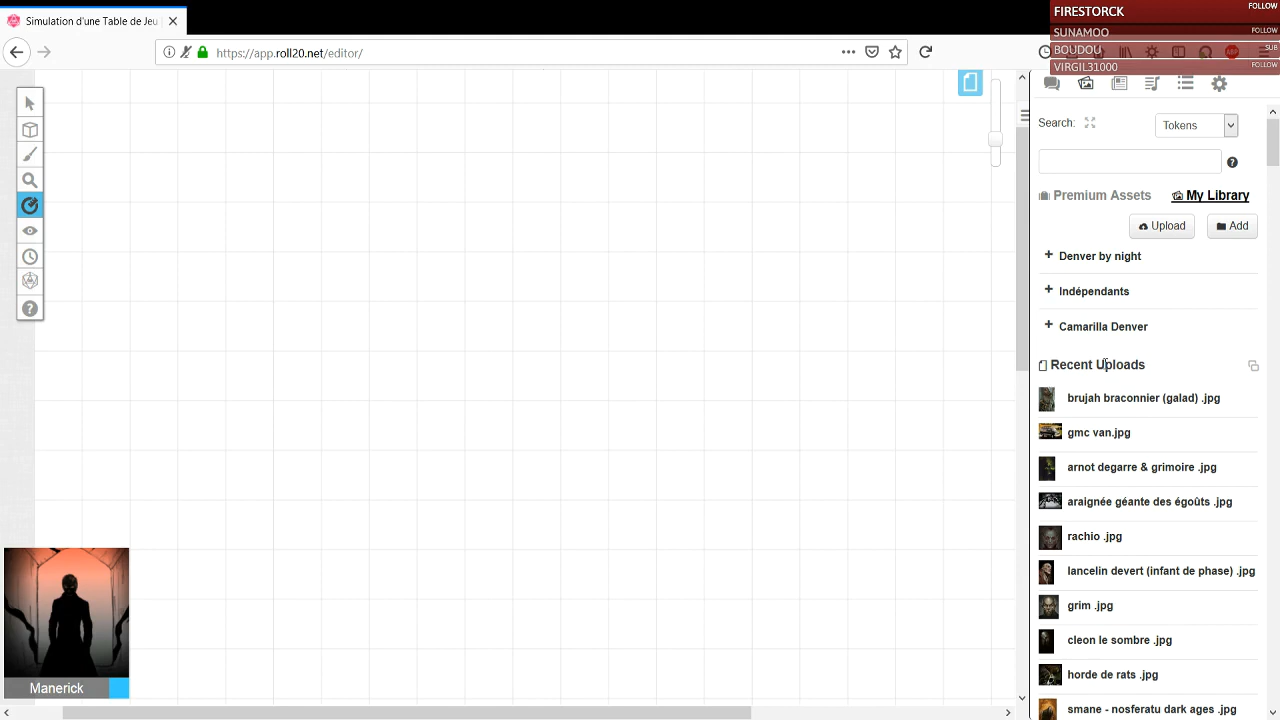 Simulation d'une Table de Jeu
FIRESTORCK FOLLOW
SUNAMOO FOLLOW
BOUDOU SUB
VIRGIL31000 FOLLOW
https://app.roll20.net/editor/
Search:
Tokens
Premium Assets
My Library
Upload
Add
Denver by night
Indépendants
Camarilla Denver
Recent Uploads
brujah braconnier (galad) .jpg
gmc van.jpg
arnot degarre & grimoire .jpg
araignée géante des égoûts .jpg
rachio .jpg
lancelin devert (infant de phase) .jpg
grim .jpg
cleon le sombre .jpg
horde de rats .jpg
smane - nosferatu dark ages .jpg
Manerick